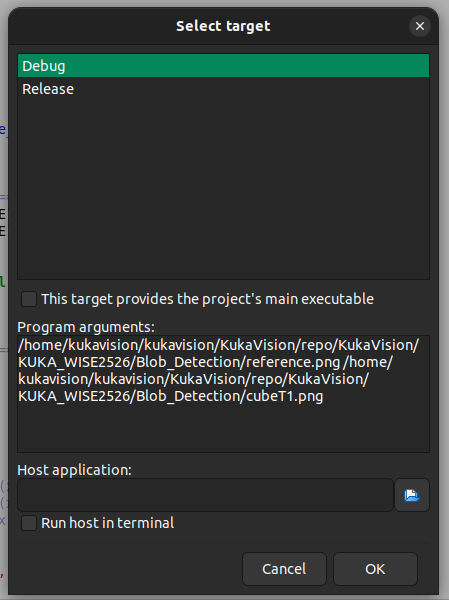 Select target
Debug
Release
This target provides the project's main executable
Program arguments:
/home/kukavision/kukavision/KukaVision/repo/KukaVision/
KUKA_WISE2526/Blob_Detection/reference.png /home/
kukavision/kukavision/KukaVision/repo/KukaVision/
KUKA_WISE2526/Blob_Detection/cubeT1.png
Host application:
Run host in terminal
Cancel
OK